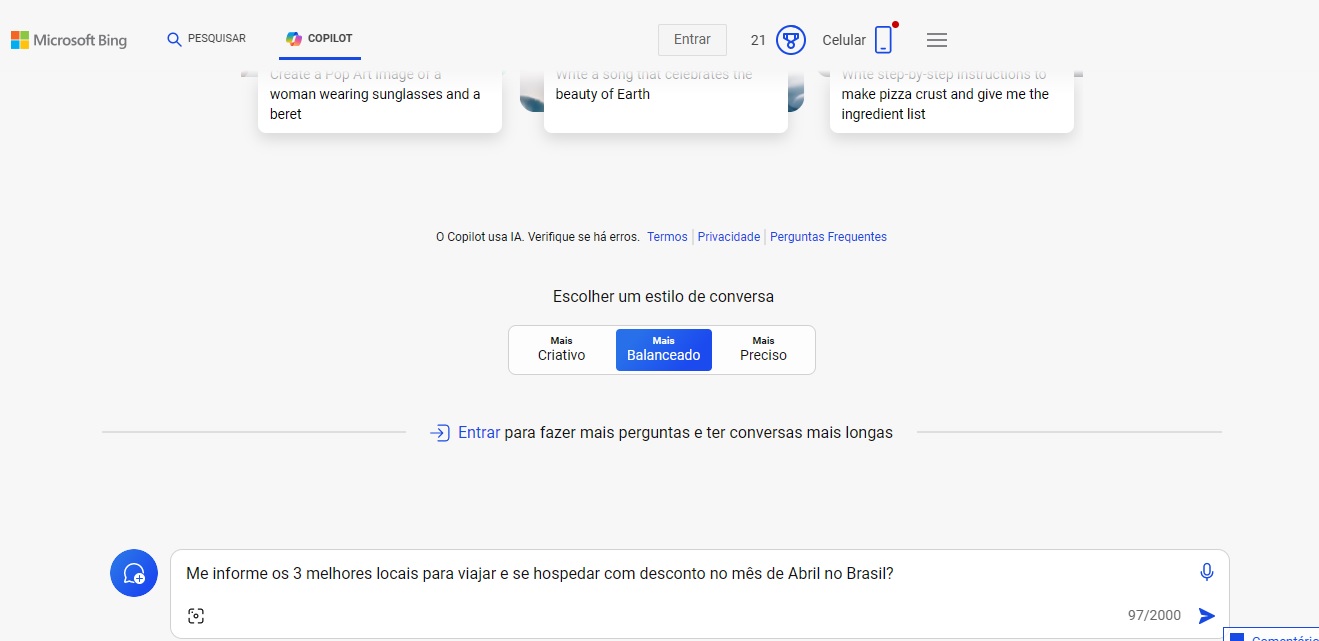 Microsoft Bing
PESQUISAR
COPILOT
Entrar
21
Celular
Create a Pop Art image of a
woman wearing sunglasses and a
beret
Write a song that celebrates the
beauty of Earth
Write step-by-step instructions to
make pizza crust and give me the
ingredient list
O Copilot usa IA. Verifique se há erros. Termos Privacidade Perguntas Frequentes
Escolher um estilo de conversa
Mais
Criativo
Mais
Balanceado
Mais
Preciso
Entrar para fazer mais perguntas e ter conversas mais longas
Me informe os 3 melhores locais para viajar e se hospedar com desconto no mês de Abril no Brasil?
97/2000